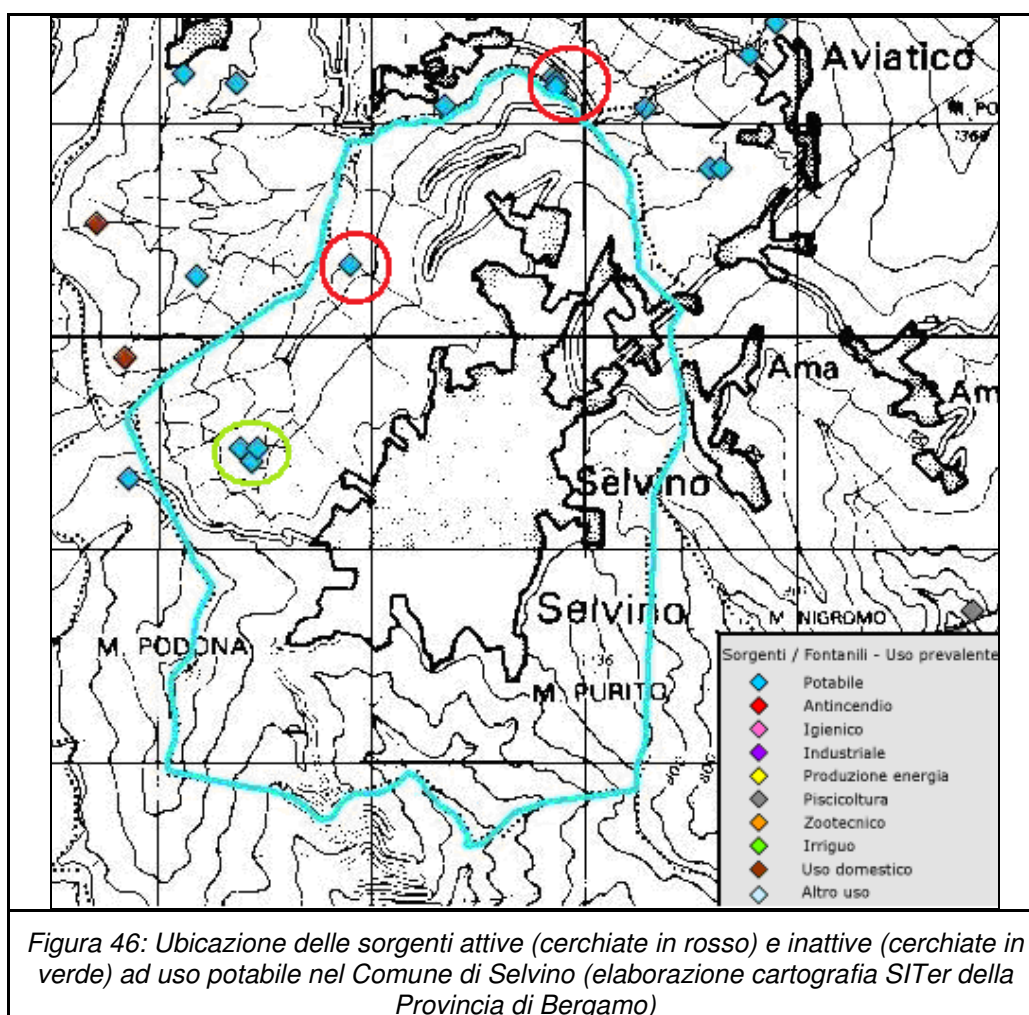 Aviatico
M. PO
Ama
Am
Selvino
Selvino
M. NIGROMO
M. PODONA
M. PURITO
Sorgenti / Fontanili - Uso prevalente
Potabile
Antincendio
Igienico
Industriale
Produzione energia
Piscicoltura
Zootecnico
Irriguo
Uso domestico
Altro uso
Figura 46: Ubicazione delle sorgenti attive (cerchiate in rosso) e inattive (cerchiate in
verde) ad uso potabile nel Comune di Selvino (elaborazione cartografia SITer della
Provincia di Bergamo)